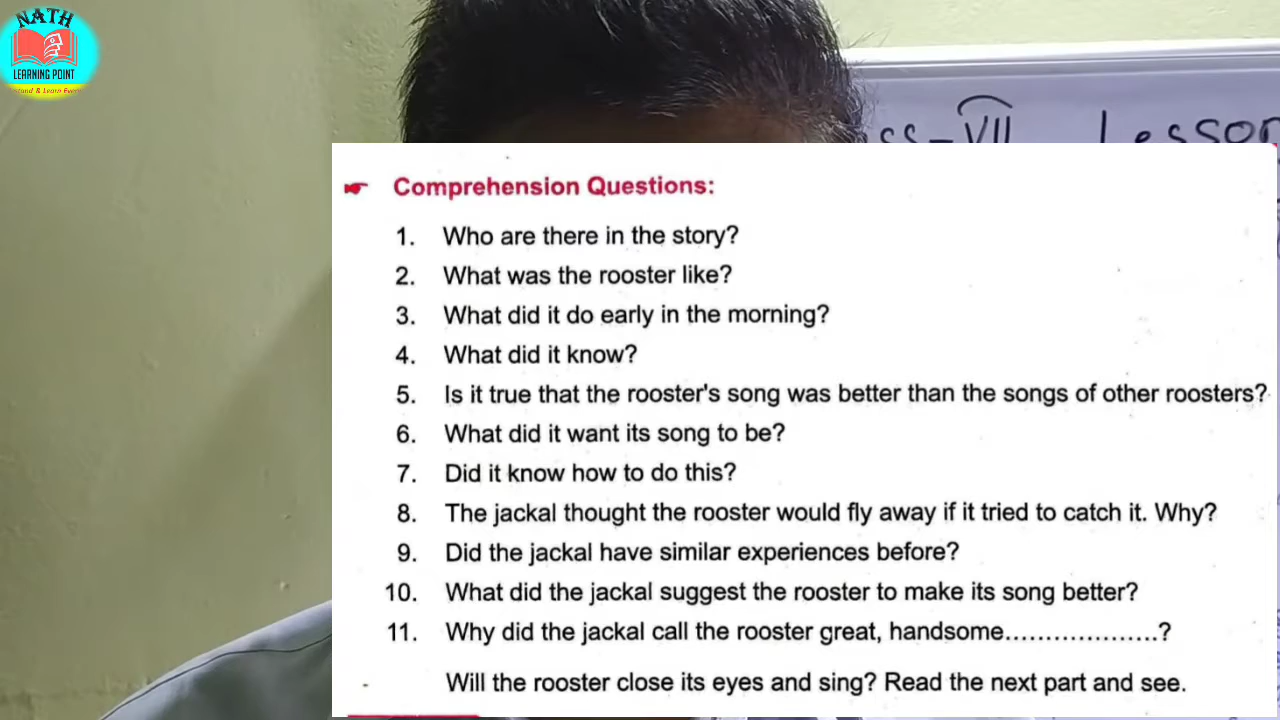 NATH
LEARNING POINT
VII Lesson
Comprehension Questions:
1. Who are there in the story?
2. What was the rooster like?
3. What did it do early in the morning?
4. What did it know?
5. Is it true that the rooster's song was better than the songs of other roosters?
6. What did it want its song to be?
7. Did it know how to do this?
8. The jackal thought the rooster would fly away if it tried to catch it. Why?
9. Did the jackal have similar experiences before?
10. What did the jackal suggest the rooster to make its song better?
11. Why did the jackal call the rooster great, handsome...................?
- Will the rooster close its eyes and sing? Read the next part and see.